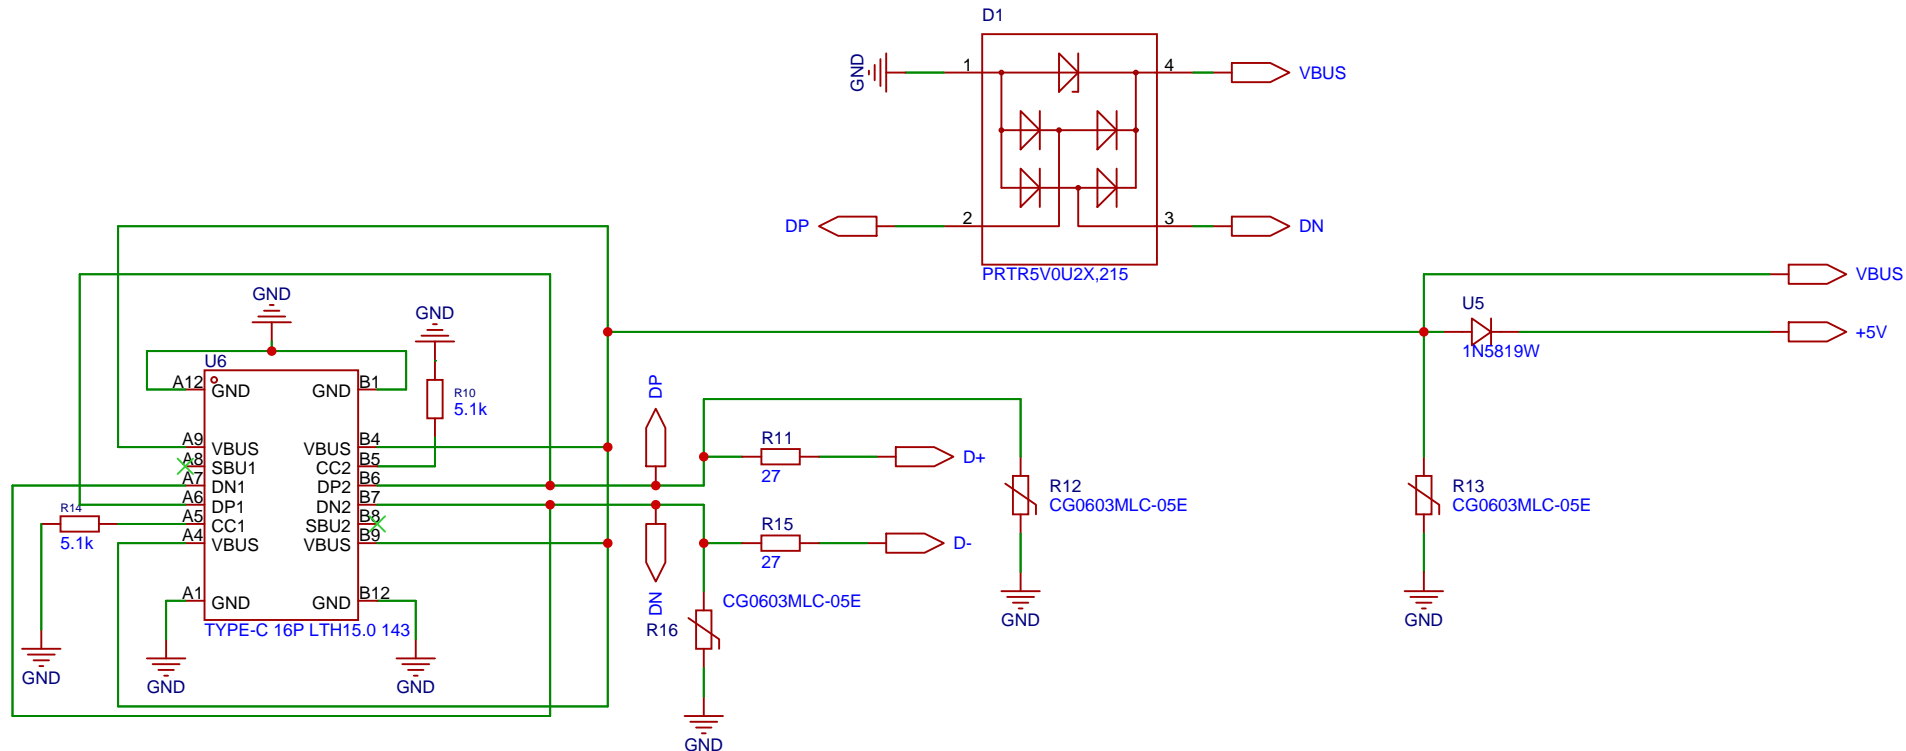 D1
GND
1
4
VBUS
DP
2
3
DN
PRTR5V0U2X,215
VBUS
U5
+5V
1N5819W
GND
GND
U6
A12
GND
GND
B1
R10
5.1k
A9
VBUS
VBUS
B4
A8
SBU1
CC2
B5
A7
DN1
DP2
B6
A6
DP1
DN2
B7
A5
CC1
SBU2
B8
A4
VBUS
VBUS
B9
A1
GND
GND
B12
TYPE-C 16P LTH15.0 143
R14
5.1k
GND
GND
GND
DP
DN
R11
27
D+
R15
27
D-
R12
CG0603MLC-05E
GND
R13
CG0603MLC-05E
GND
CG0603MLC-05E
R16
GND